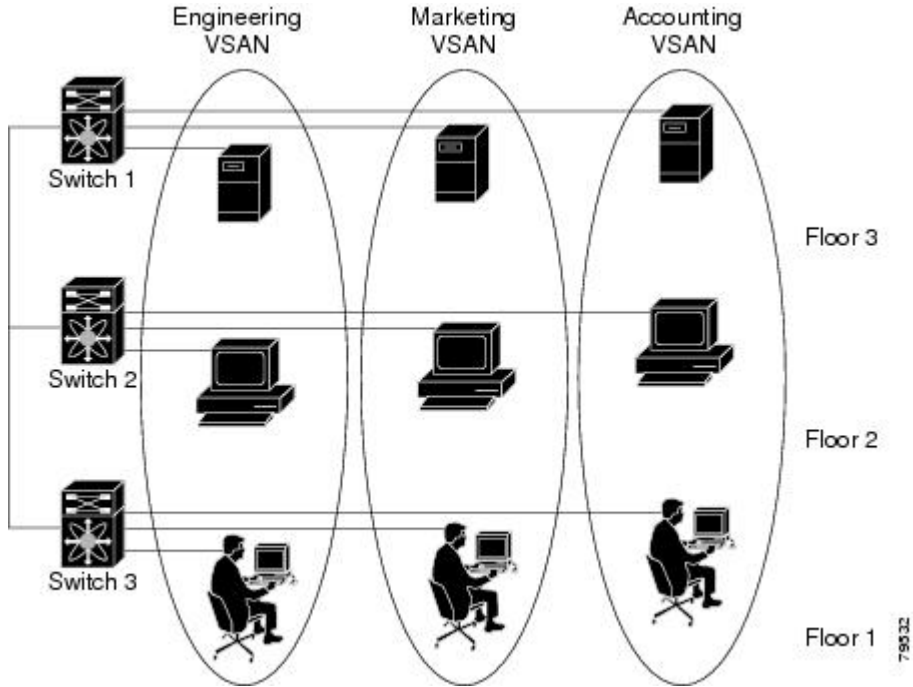 Engineering
VSAN
Marketing
VSAN
Accounting
VSAN
Switch 1
Floor 3
Switch 2
Floor 2
Switch 3
Floor 1
79532